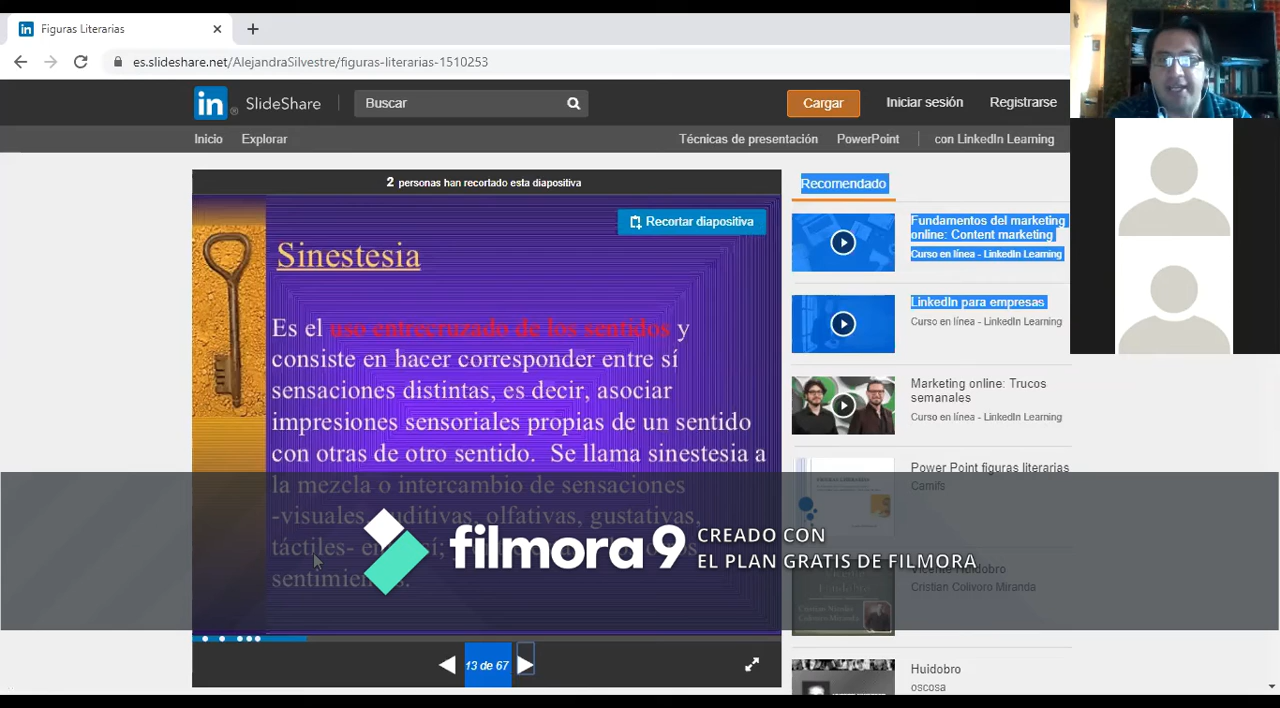 Figuras Literarias
es.slideshare.net/AlejandraSilvestre/figuras-literarias-1510253
in SlideShare
Buscar
Cargar
Iniciar sesión
Registrarse
Inicio
Explorar
Técnicas de presentación
PowerPoint
con LinkedIn Learning
2 personas han recortado esta diapositiva
Recortar diapositiva
Sinestesia
Es el uso entrecruzado de los sentidos y
consiste en hacer corresponder entre sí
sensaciones distintas, es decir, asociar
impresiones sensoriales propias de un sentido
con otras de otro sentido. Se llama sinestesia a
la mezcla o intercambio de sensaciones
-visuales, auditivas, olfativas, gustativas,
táctiles-
13 de 67
Recomendado
Fundamentos del marketing
online: Content marketing
Curso en línea - LinkedIn Learning
LinkedIn para empresas
Curso en línea - LinkedIn Learning
Marketing online: Trucos
semanales
Curso en línea - LinkedIn Learning
Power Point figuras literarias
Camifs
Vicente Huidobro
Cristian Colivoro Miranda
Huidobro
oscosa
filmora 9
CREADO CON
EL PLAN GRATIS DE FILMORA